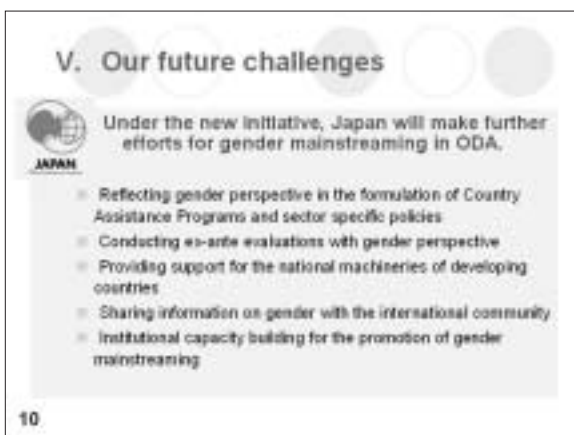 V. Our future challenges
Under the new initiative, Japan will make further
efforts for gender mainstreaming in ODA.
JAPAN
Reflecting gender perspective in the formulation of Country
Assistance Programs and sector specific policies
Conducting ex-ante evaluations with gender perspective
Providing support for the national machineries of developing
countries
Sharing information on gender with the international community
Institutional capacity building for the promotion of gender
mainstreaming
10